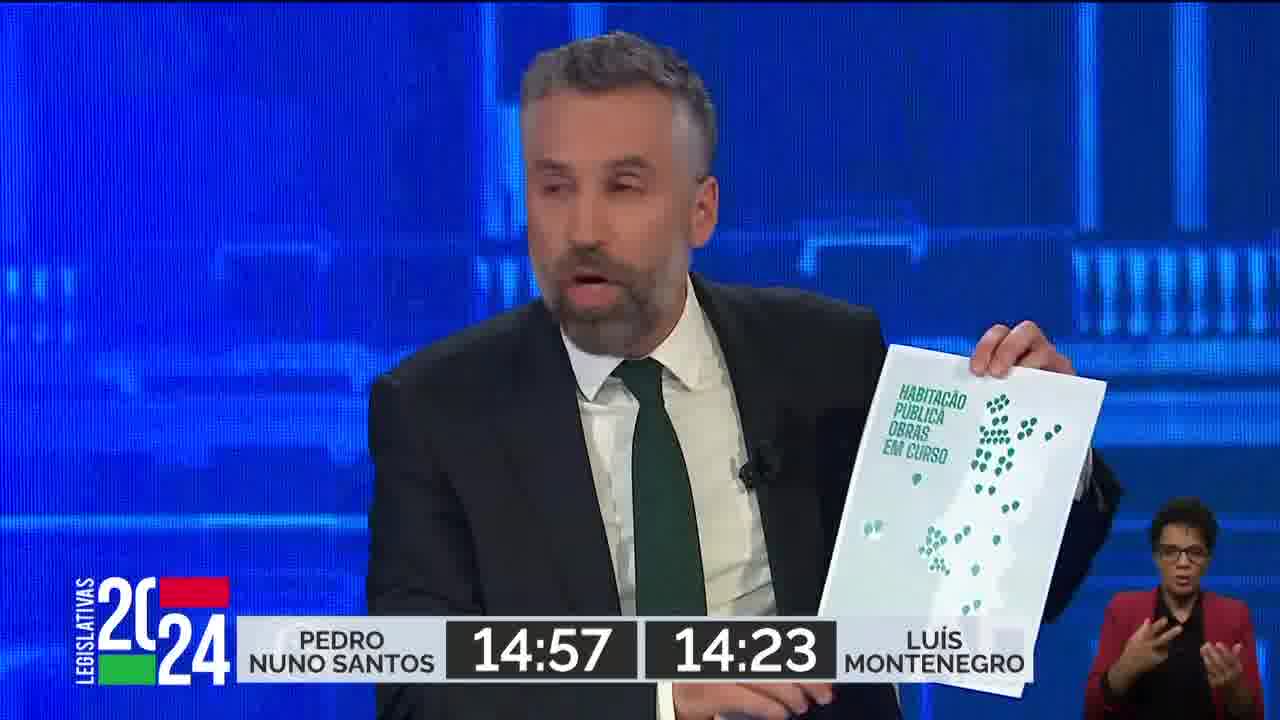 HABITAÇÃO
PÚBLICA
OBRAS
EM CURSO
LEGISLATIVAS
2024
PEDRO
NUNO SANTOS
14:57
14:23
LUÍS
MONTENEGRO